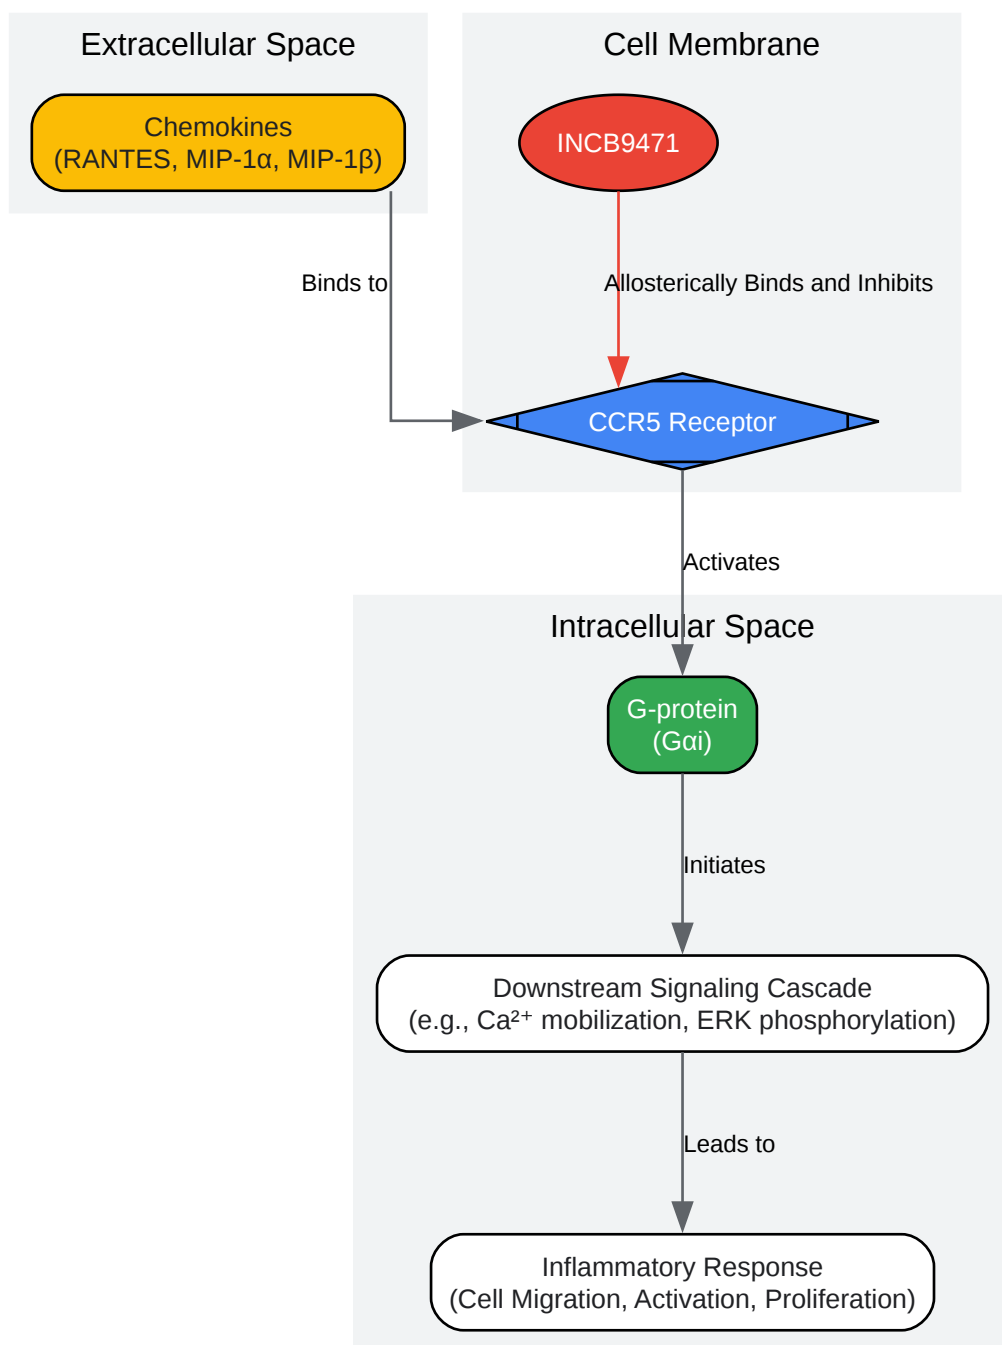 Extracellular Space
Cell Membrane
Chemokines
(RANTES, MIP-1α, MIP-1β)
INCB9471
Binds to
Allosterically Binds and Inhibits
CCR5 Receptor
Activates
Intracellular Space
G-protein
(Gαi)
Initiates
Downstream Signaling Cascade
(e.g., Ca²⁺ mobilization, ERK phosphorylation)
Leads to
Inflammatory Response
(Cell Migration, Activation, Proliferation)